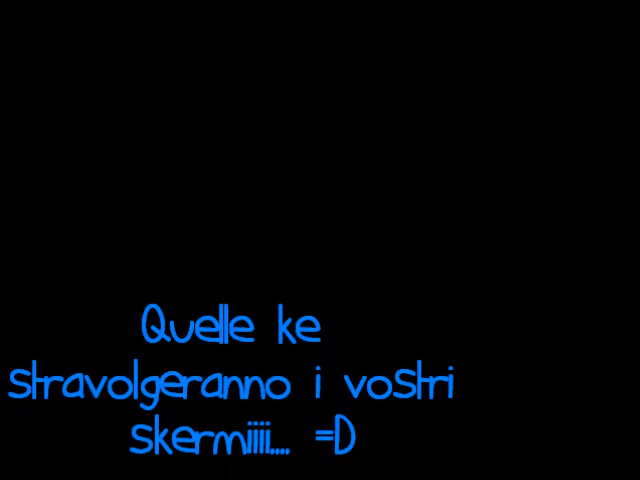 Quelle ke
stravolgeranno i vostri
skermiiii.... =D